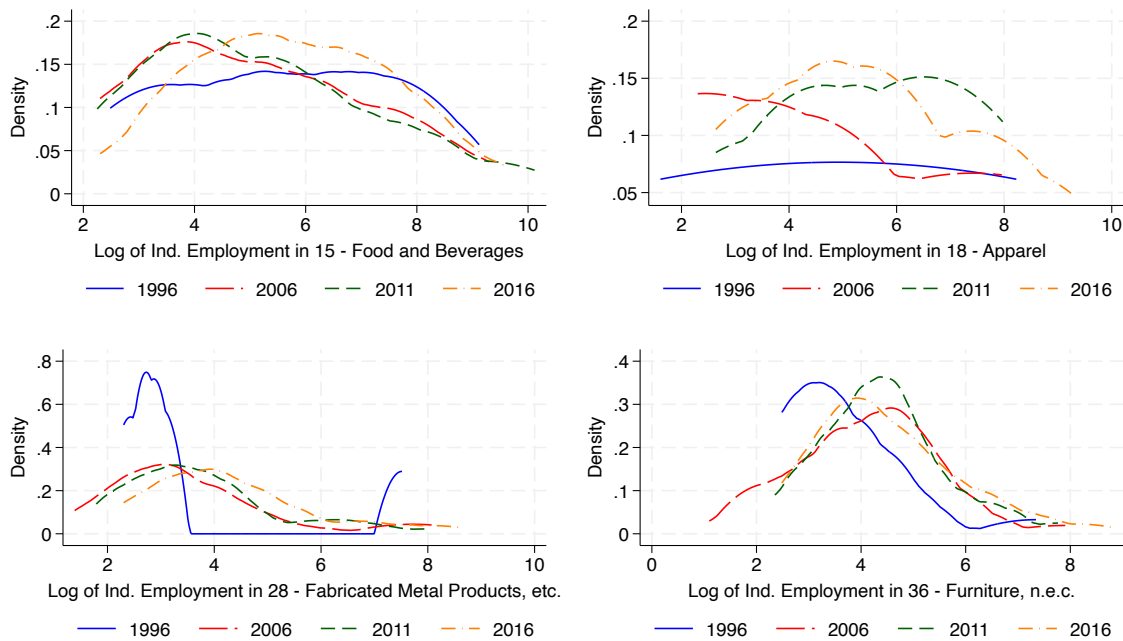 .2
.15
.1
.05
0
Density
2 4 6 8 10
Log of Ind. Employment in 15 - Food and Beverages
1996 2006 2011 2016
.2
.15
.1
.05
Density
2 4 6 8 10
Log of Ind. Employment in 18 - Apparel
1996 2006 2011 2016
.8
.6
.4
.2
0
Density
2 4 6 8 10
Log of Ind. Employment in 28 - Fabricated Metal Products, etc.
1996 2006 2011 2016
.4
.3
.2
.1
0
Density
0 2 4 6 8
Log of Ind. Employment in 36 - Furniture, n.e.c.
1996 2006 2011 2016